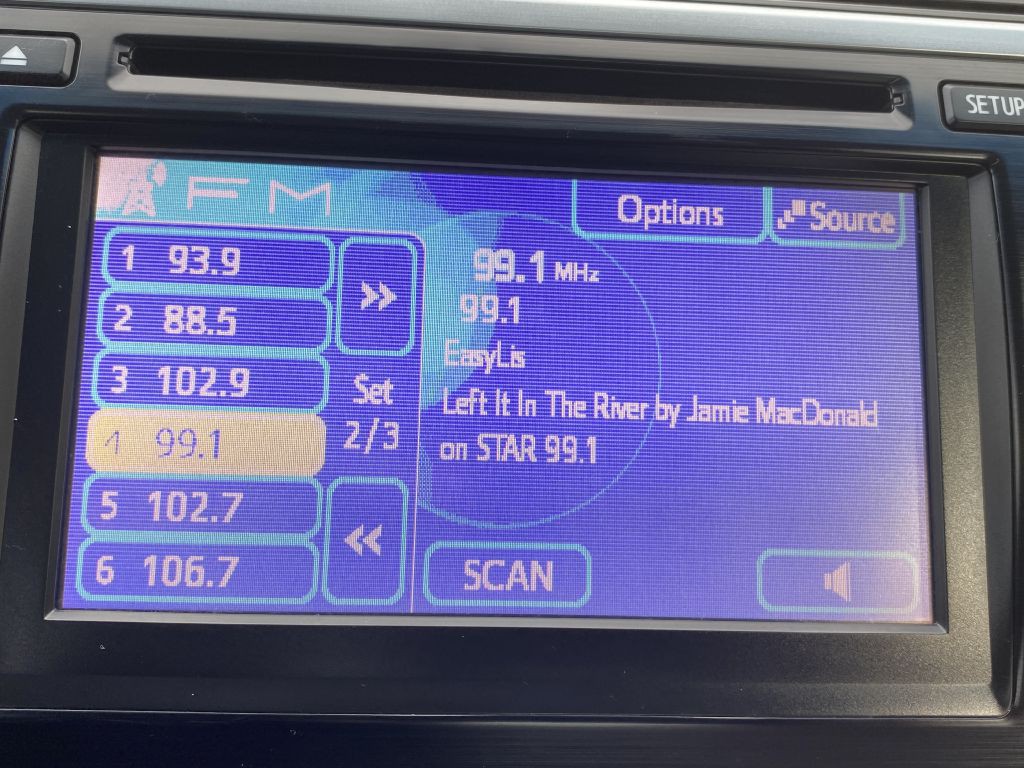 SETUP
FM
Options
Source
1 93.9
2 88.5
3 102.9
4 99.1
5 102.7
6 106.7
>>
Set
2/3
<<
99.1 MHz
99.1
EasyLis
Left It In The River by Jamie MacDonald
on STAR 99.1
SCAN